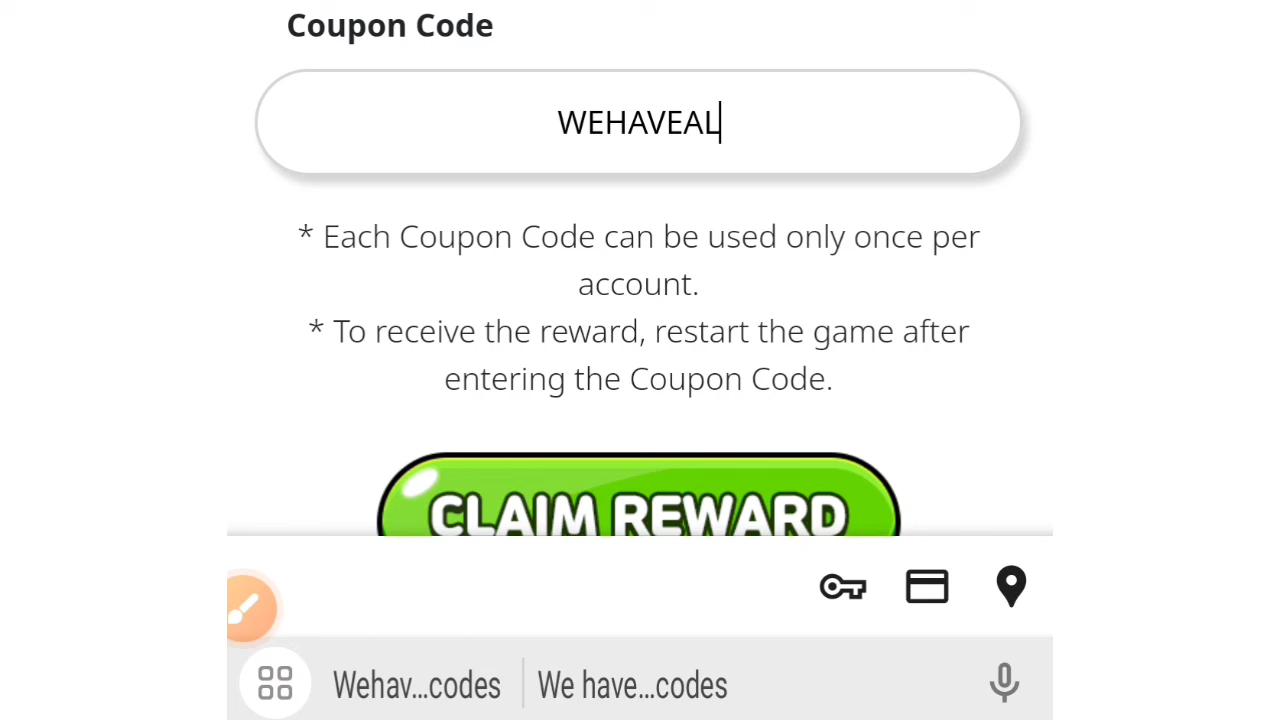 Coupon Code
WEHAVEAL
* Each Coupon Code can be used only once per
account.
* To receive the reward, restart the game after
entering the Coupon Code.
CLAIM REWARD
Wehav...codes
We have...codes